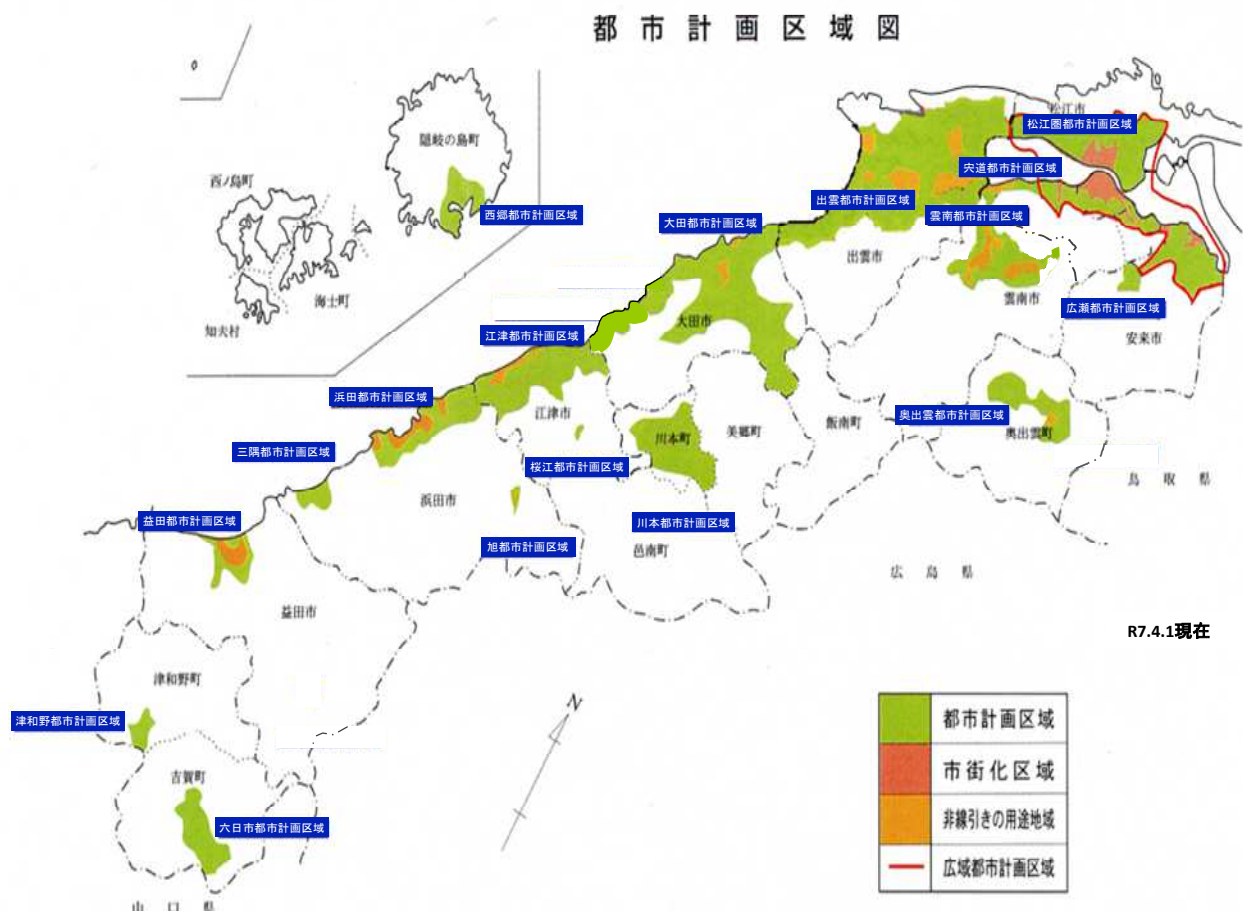 都市計画区域図
松江市
松江圏都市計画区域
隠岐の島町
宍道都市計画区域
西ノ島町
出雲都市計画区域
西郷都市計画区域
雲南都市計画区域
大田都市計画区域
出雲市
海士町
雲南市
広瀬都市計画区域
大田市
知夫村
江津都市計画区域
安来市
浜田都市計画区域
江津市
奥出雲都市計画区域
飯南町
美郷町
川本町
奥出雲町
三隅都市計画区域
桜江都市計画区域
鳥取県
浜田市
益田都市計画区域
川本都市計画区域
旭都市計画区域
邑南町
広島県
益田市
R7.4.1現在
津和野町
N
津和野都市計画区域
都市計画区域
市街化区域
吉賀町
非線引きの用途地域
六日市都市計画区域
広域都市計画区域
山口県